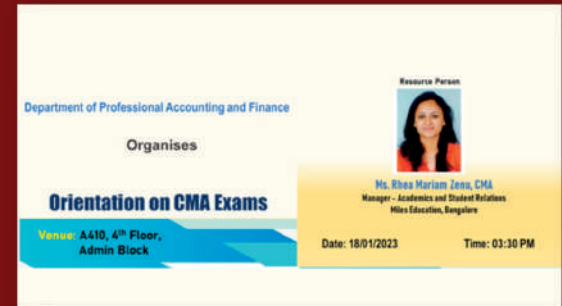 Department of Professional Accounting and Finance
Organises
Orientation on CMA Exams
Venue: A410, 4th Floor,
Admin Block
Resource Person
Ms. Rhea Mariam Zenu, CMA
Manager - Academics and Student Relations
Miles Education, Bangalore
Date: 18/01/2023
Time: 03:30 PM